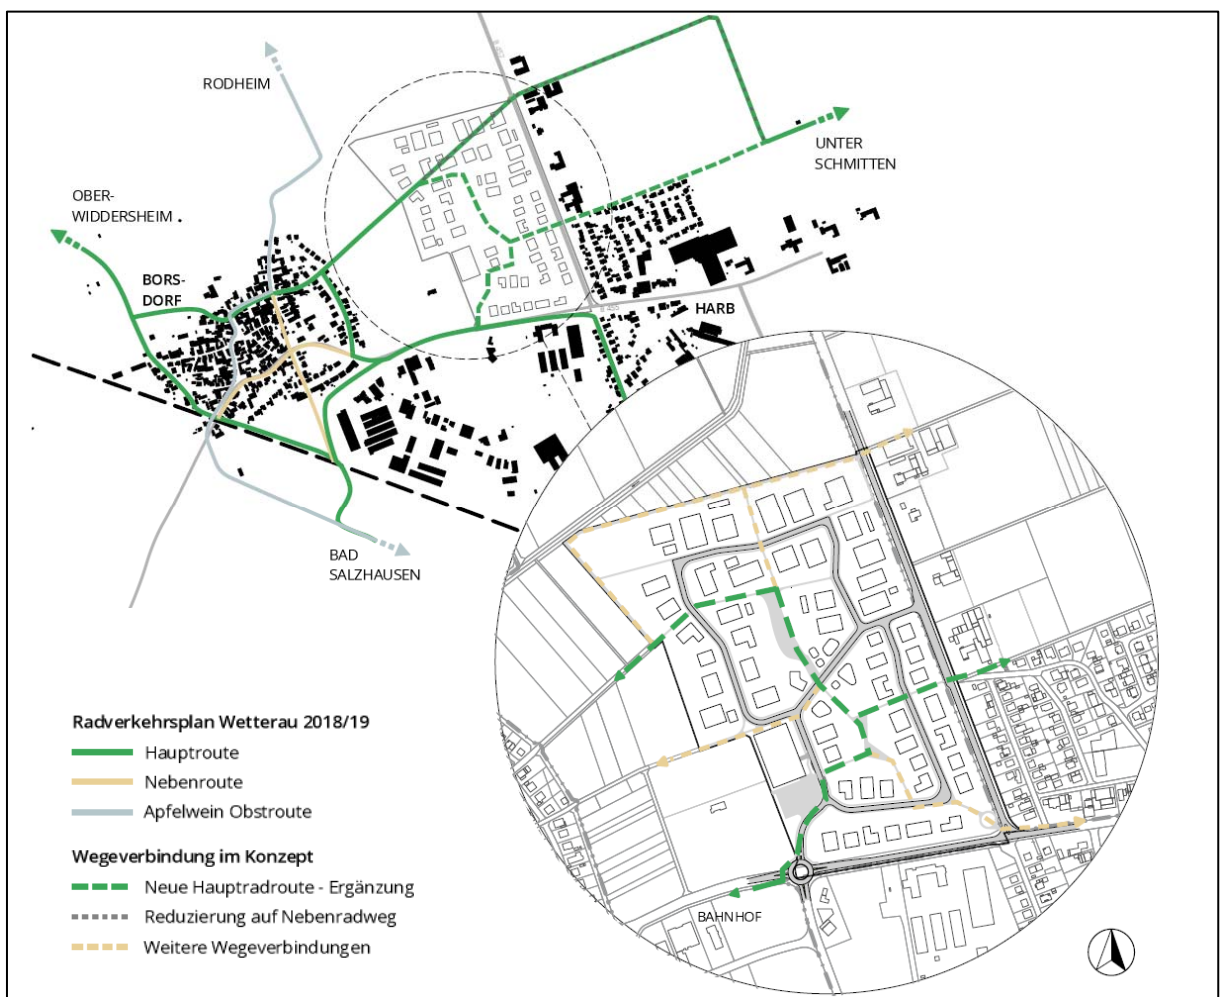 RODHEIM
UNTER
SCHMITTEN
OBER-
WIDDERSHEIM
BORS-
DORF
HARB
BAD
SALZHAUSEN
Radverkehrsplan Wetterau 2018/19
Hauptroute
Nebenroute
Apfelwein Obstroute
Wegeverbindung im Konzept
Neue Hauptradroute - Ergänzung
Reduzierung auf Nebenradweg
Weitere Wegeverbindungen
BAHNHOF